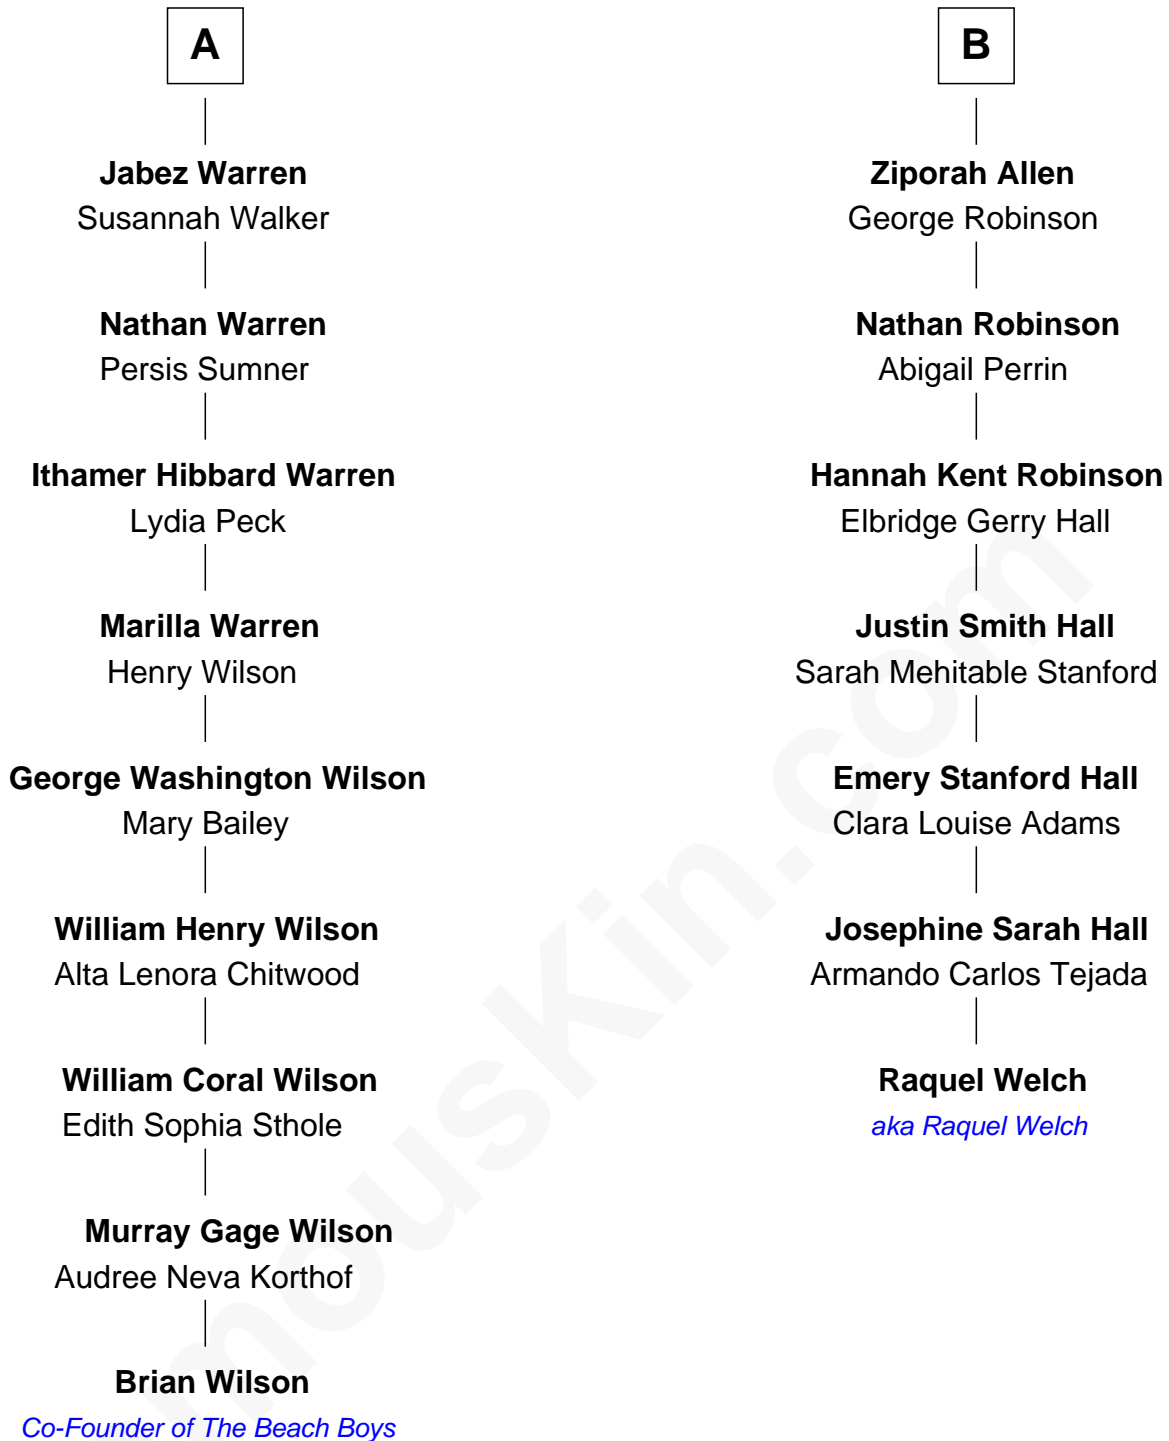 A
Jabez Warren
Susannah Walker
Nathan Warren
Persis Sumner
Ithamer Hibbard Warren
Lydia Peck
Marilla Warren
Henry Wilson
George Washington Wilson
Mary Bailey
William Henry Wilson
Alta Lenora Chitwood
William Coral Wilson
Edith Sophia Sthole
Murray Gage Wilson
Audree Neva Korthof
Brian Wilson
Co-Founder of The Beach Boys
B
Ziporah Allen
George Robinson
Nathan Robinson
Abigail Perrin
Hannah Kent Robinson
Elbridge Gerry Hall
Justin Smith Hall
Sarah Mehitable Stanford
Emery Stanford Hall
Clara Louise Adams
Josephine Sarah Hall
Armando Carlos Tejada
Raquel Welch
aka Raquel Welch
mousKin.com